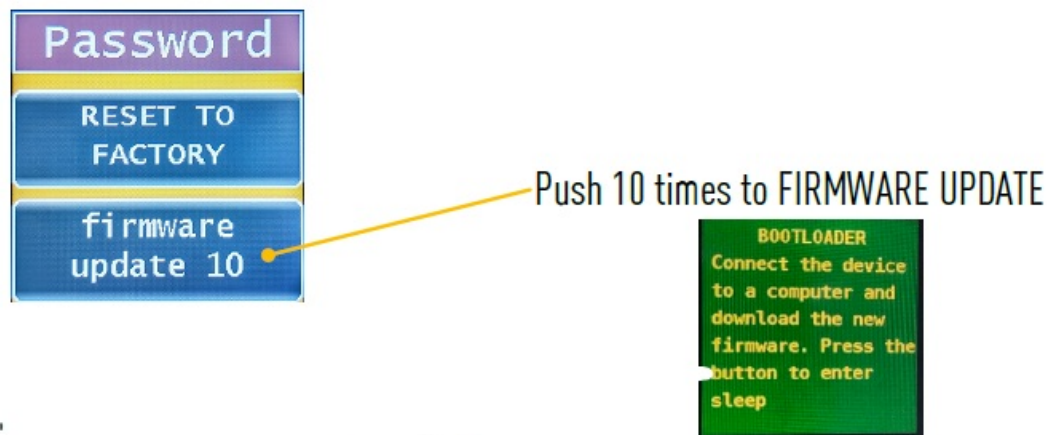 Password
RESET TO
FACTORY
firmware
update 10
Push 10 times to FIRMWARE UPDATE
BOOTLOADER
Connect the device
to a computer and
download the new
firmware. Press the
button to enter
sleep